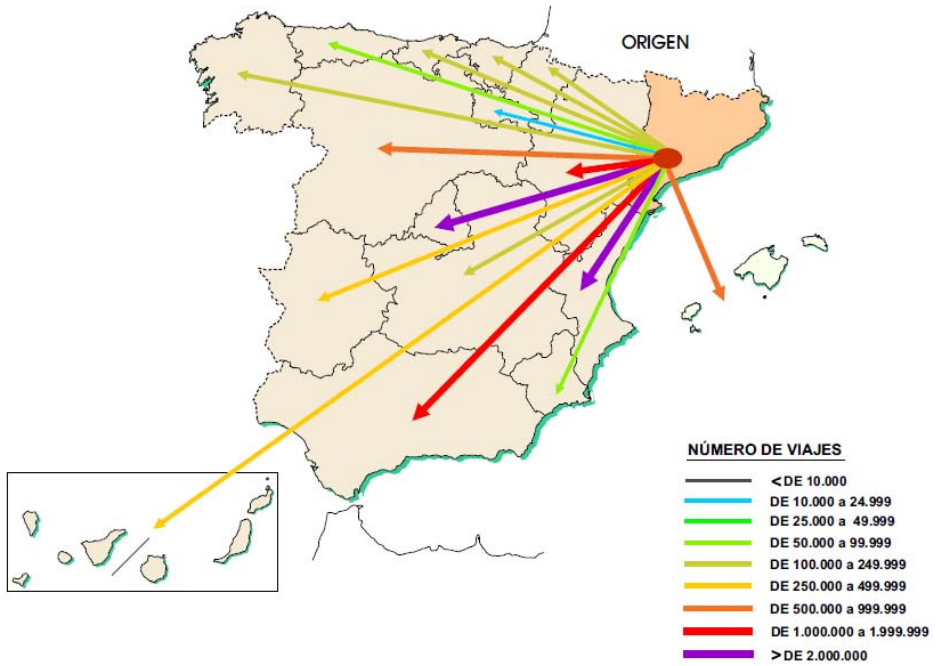 ORIGEN
NÚMERO DE VIAJES
< DE 10.000
DE 10.000 a 24.999
DE 25.000 a 49.999
DE 50.000 a 99.999
DE 100.000 a 249.999
DE 250.000 a 499.999
DE 500.000 a 999.999
DE 1.000.000 a 1.999.999
> DE 2.000.000